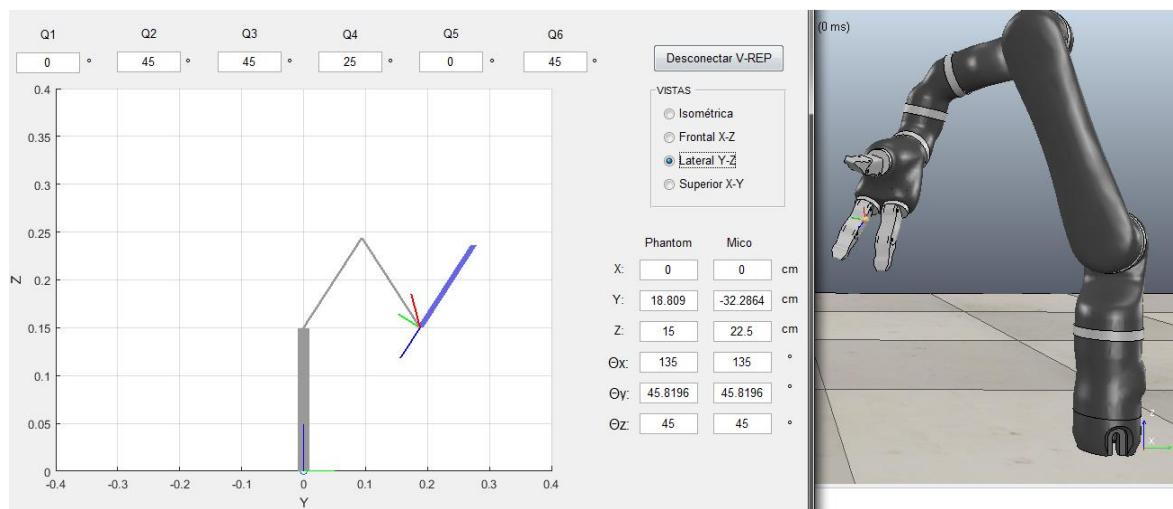 Q1 Q2 Q3 Q4 Q5 Q6
0 ° 45 ° 45 ° 25 ° 0 ° 45 °
Desconectar V-REP
VISTAS
Isométrica
Frontal X-Z
Lateral Y-Z
Superior X-Y
Phantom Mico
X: 0 0 cm
Y: 18.809 -32.2864 cm
Z: 15 22.5 cm
Θx: 135 135 °
Θy: 45.8196 45.8196 °
Θz: 45 45 °
0.4
0.35
0.3
0.25
0.2
0.15
0.1
0.05
0
Z
-0.4 -0.3 -0.2 -0.1 0 0.1 0.2 0.3 0.4
Y
(0 ms)
Z
X